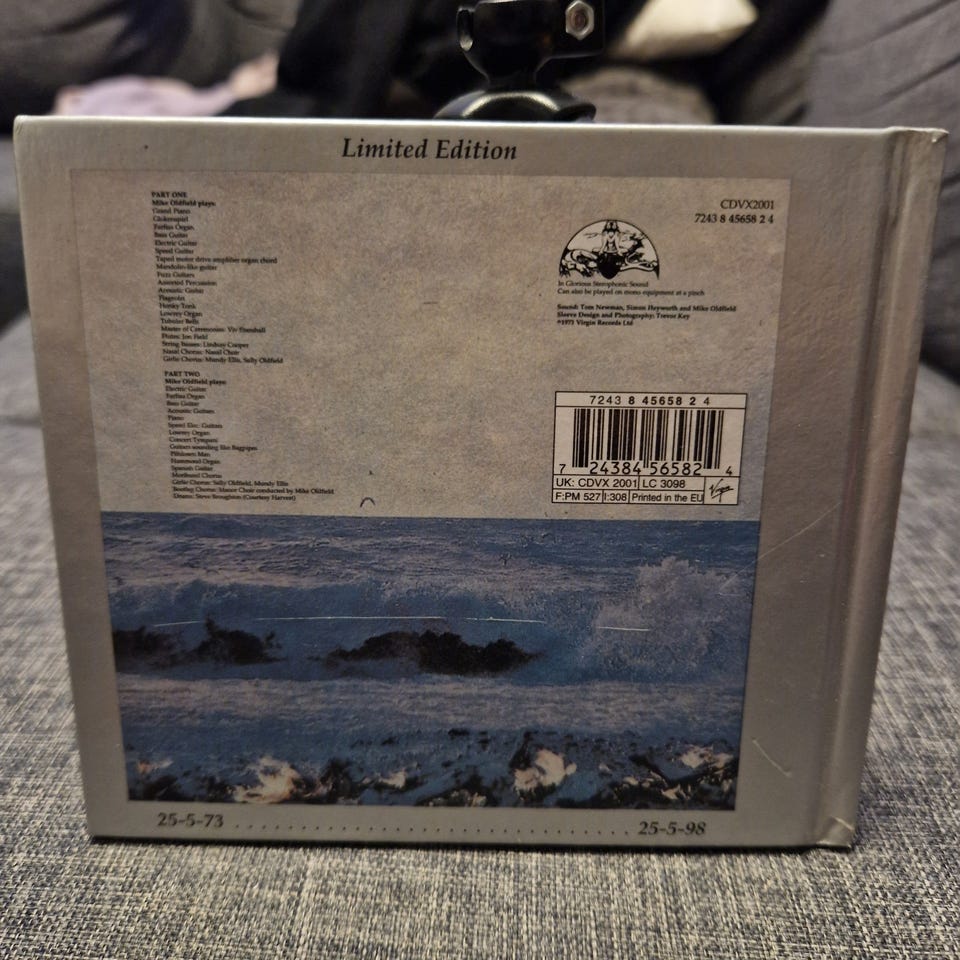 Limited Edition
PART ONE
Mike Oldfield plays:
Grand Piano
Glokenspiel
Farfisa Organ
Bass Guitar
Electric Guitar
Speed Guitar
Taped motor drive amplifier organ chord
Mandolin-like guitar
Fuzz Guitars
Assorted Percussion
Acoustic Guitar
Flageolet
Honky Tonk
Lowrey Organ
Tubular Bells
Master of Ceremonies: Viv Stanshall
Flutes: Jon Field
String Basses: Lindsay Cooper
Nasal Chorus: Nasal Choir
Girlie Chorus: Mundy Ellis, Sally Oldfield
PART TWO
Mike Oldfield plays:
Electric Guitar
Farfisa Organ
Bass Guitar
Acoustic Guitars
Piano
Speed Elec. Guitars
Lowrey Organ
Concert Tympani
Guitars sounding like Bagpipes
Piltdown Man
Hammond Organ
Spanish Guitar
Moribund Chorus
Girlie Chorus: Sally Oldfield, Mundy Ellis
Bootleg Chorus: Manor Choir conducted by Mike Oldfield
Drums: Steve Broughton (Courtesy Harvest)
CDVX2001
7243 8 45658 2 4
In Glorious Stereophonic Sound
Can also be played on mono equipment at a pinch
Sound: Tom Newman, Simon Heyworth and Mike Oldfield
Sleeve Design and Photography: Trevor Key
℗1973 Virgin Records Ltd
7243 8 45658 2 4
7 24384 56582 4
UK: CDVX 2001 LC 3098
F:PM 527 I:308 Printed in the EU
Virgin
25-5-73 . . . . . . . . . . . . . . . . . . . . . . . . . . . . . . 25-5-98